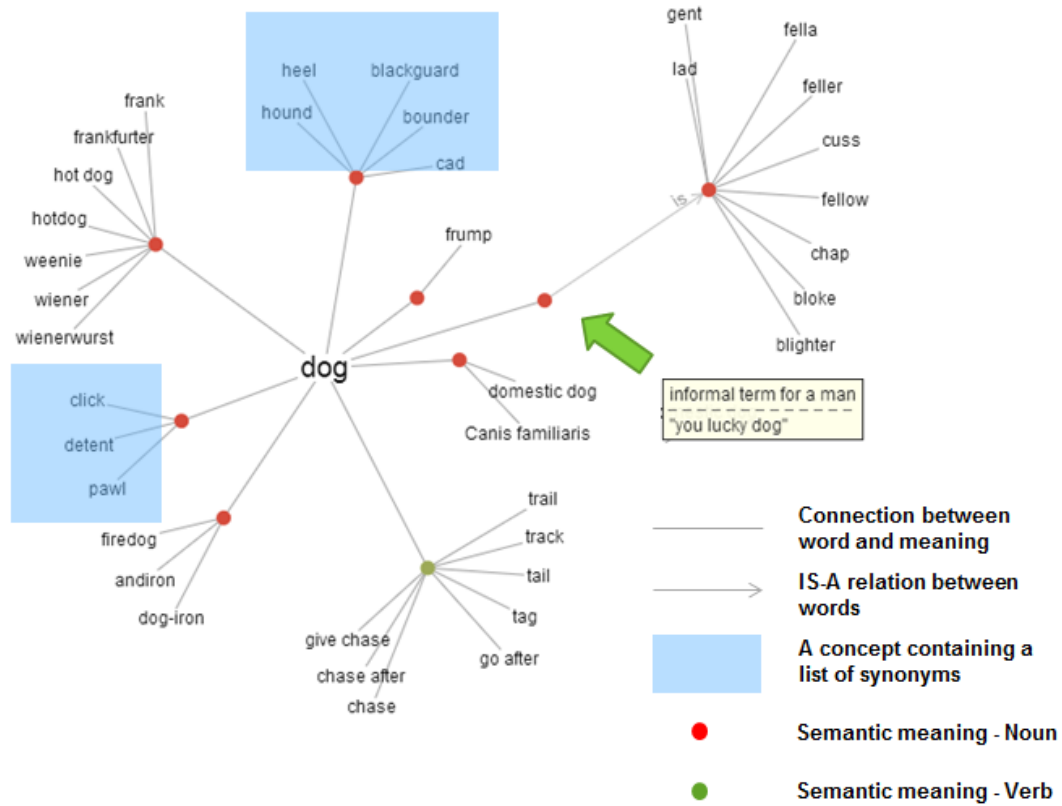 gent
fella
heel
blackguard
lad
frank
feller
hound
bounder
frankfurter
cuss
cad
hot dog
is
fellow
hotdog
frump
chap
weenie
wiener
bloke
wienerwurst
blighter
dog
domestic dog
informal term for a man
click
"you lucky dog"
Canis familiaris
detent
pawl
trail
Connection between
word and meaning
firedog
track
andiron
tail
IS-A relation between
words
dog-iron
tag
give chase
go after
A concept containing a
list of synonyms
chase after
chase
Semantic meaning - Noun
Semantic meaning - Verb